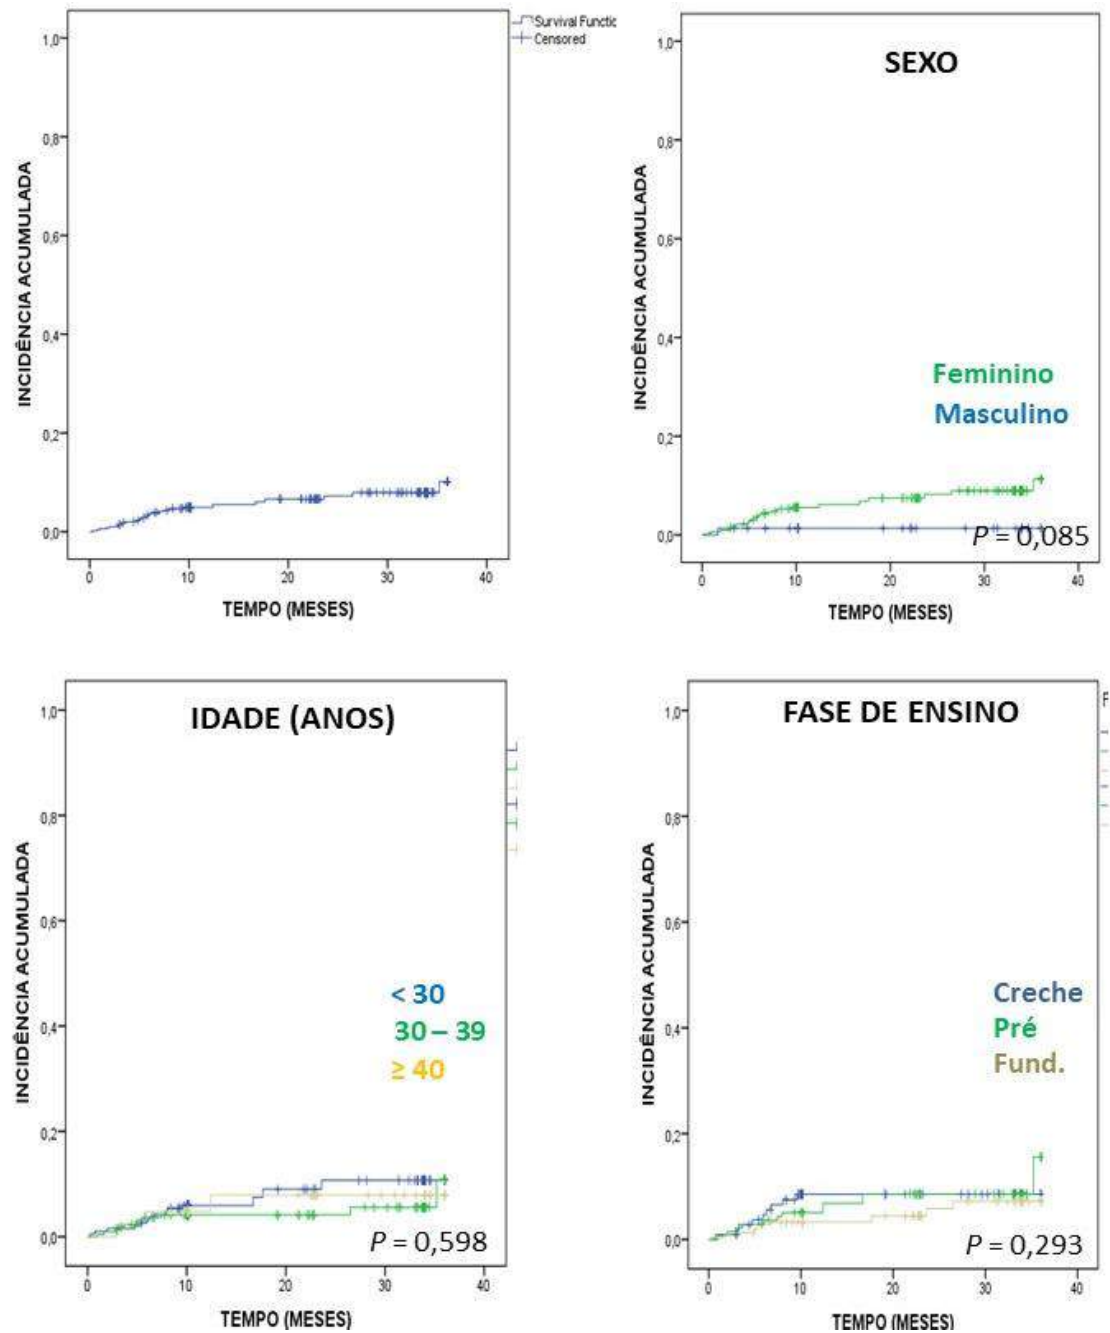 Survival Functio
Censored
1,0
0,8
0,6
0,4
0,2
0,0
INCIDÊNCIA ACUMULADA
0 10 20 30 40
TEMPO (MESES)
SEXO
1,0
0,8
0,6
0,4
0,2
0,0
INCIDÊNCIA ACUMULADA
Feminino
Masculino
P = 0,085
0 10 20 30 40
TEMPO (MESES)
IDADE (ANOS)
1,0
0,8
0,6
0,4
0,2
0,0
INCIDÊNCIA ACUMULADA
< 30
30 – 39
≥ 40
P = 0,598
0 10 20 30 40
TEMPO (MESES)
FASE DE ENSINO
F
1,0
0,8
0,6
0,4
0,2
0,0
INCIDÊNCIA ACUMULADA
Creche
Pré
Fund.
P = 0,293
0 10 20 30 40
TEMPO (MESES)